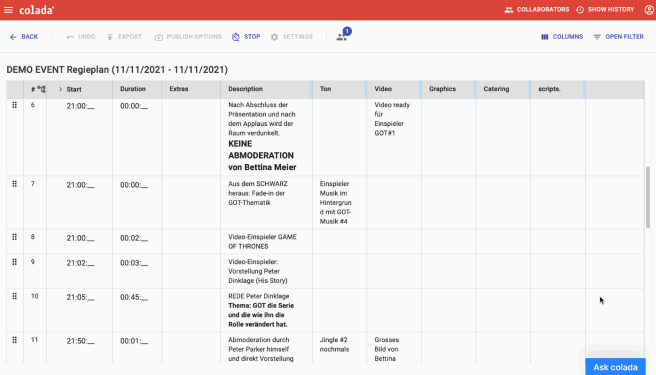 colada
COLLABORATORS
SHOW HISTORY
BACK
UNDO
EXPORT
PUBLISH OPTIONS
STOP
SETTINGS
1
COLUMNS
OPEN FILTER
DEMO EVENT Regieplan (11/11/2021 - 11/11/2021)
# > Start Duration Extras Description Ton Video Graphics Catering scripts.
6 21:00:__ 00:00:__
Nach Abschluss der
Präsentation und nach
dem Applaus wird der
Raum verdunkelt.
KEINE
ABMODERATION
von Bettina Meier
Video ready
für
Einspieler
GOT#1
7 21:00:__ 00:00:__
Aus dem SCHWARZ
heraus: Fade-in der
GOT-Thematik
Einspieler
Musik im
Hintergrun
d mit GOT-
Musik #4
8 21:00:__ 00:02:__
Video-Einspieler GAME
OF THRONES
9 21:02:__ 00:03:__
Video-Einspieler:
Vorstellung Peter
Dinklage (His Story)
10 21:05:__ 00:45:__
REDE Peter Dinklage
Thema: GOT die Serie
und die wie ihn die
Rolle verändert hat.
11 21:50:__ 00:01:__
Abmoderation durch
Peter Parker himself
und direkt Vorstellung
Jingle #2
nochmals
Grosses
Bild von
Bettina
Ask colada